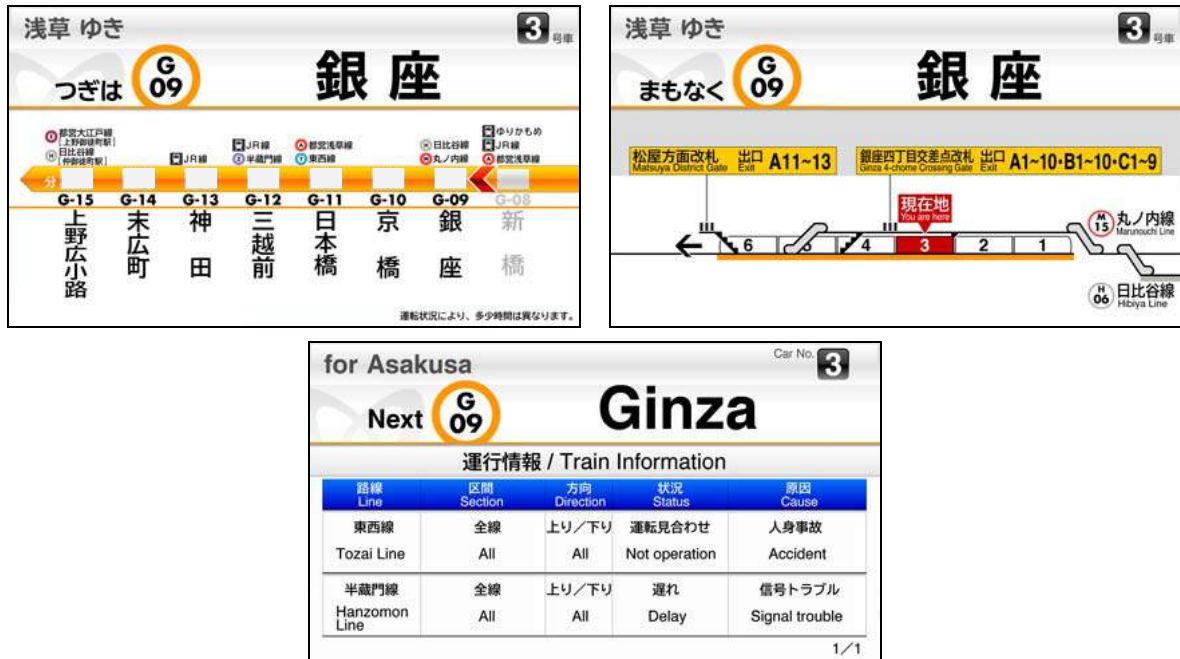 浅草 ゆき
3 号車
つぎは G 09 銀座
都営大江戸線
[上野御徒町駅]
日比谷線
[仲御徒町駅]
JR線
JR線
Z 半蔵門線
A 都営浅草線
T 東西線
H 日比谷線
M 丸ノ内線
ゆりかもめ
JR線
A 都営浅草線
分
G-15 G-14 G-13 G-12 G-11 G-10 G-09 G-08
上野広小路
末広町
神田
三越前
日本橋
京橋
銀座
新橋
運転状況により、多少時間は異なります。
浅草 ゆき
3 号車
まもなく G 09 銀座
松屋方面改札 出口 A11~13
Matsuya District Gate Exit
銀座四丁目交差点改札 出口 A1~10・B1~10・C1~9
Ginza 4-chome Crossing Gate Exit
現在地
You are here
6 5 4 3 2 1
M 15 丸ノ内線
Marunouchi Line
H 06 日比谷線
Hibiya Line
for Asakusa
Car No. 3
Next G 09 Ginza
運行情報 / Train Information
路線 区間 方向 状況 原因
Line Section Direction Status Cause
東西線 全線 上り/下り 運転見合わせ 人身事故
Tozai Line All All Not operation Accident
半蔵門線 全線 上り/下り 遅れ 信号トラブル
Hanzomon Line All All Delay Signal trouble
1/1